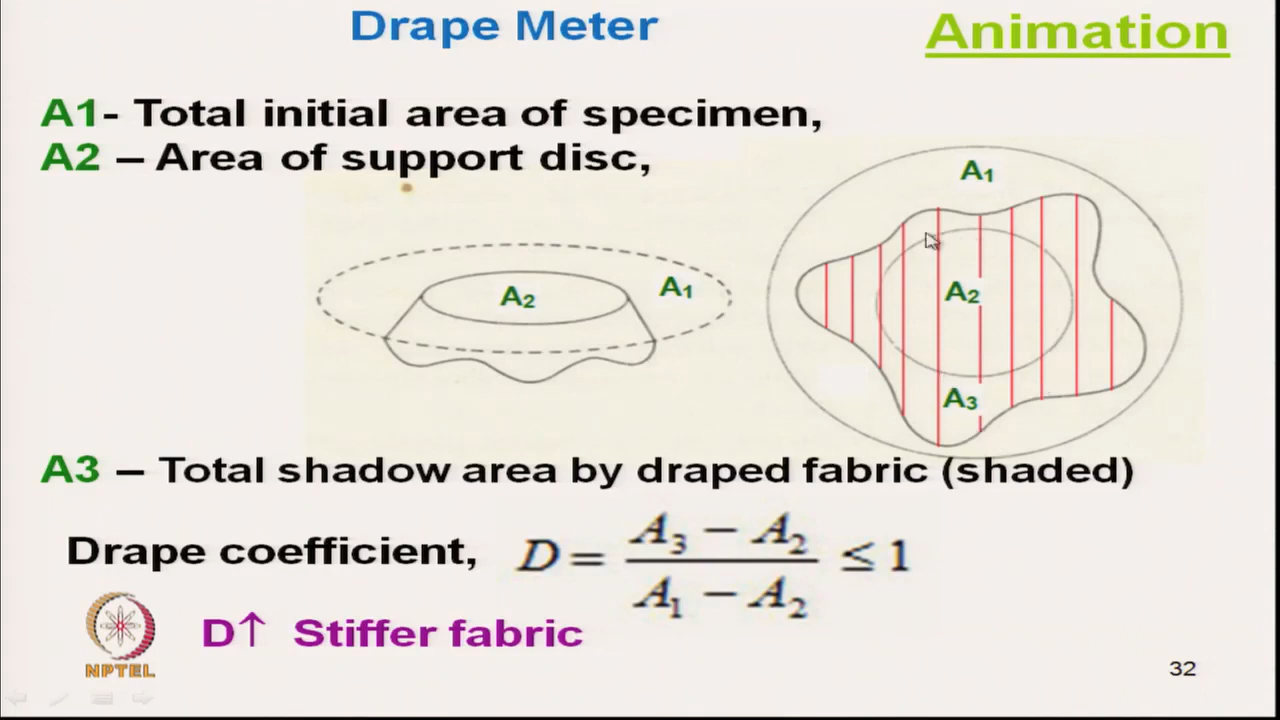 Drape Meter
Animation
A1- Total initial area of specimen,
A2 – Area of support disc,
A2
A1
A1
A2
A3
A3 – Total shadow area by draped fabric (shaded)
Drape coefficient, D = (A3 − A2) / (A1 − A2) ≤ 1
D↑ Stiffer fabric
NPTEL
32